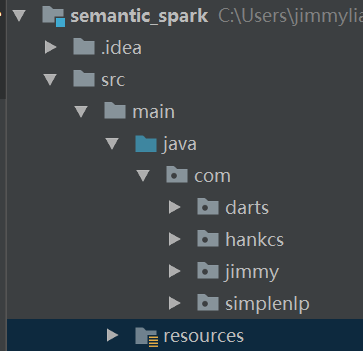 semantic_spark C:\Users\jimmylia
.idea
src
main
java
com
darts
hankcs
jimmy
simplenlp
resources